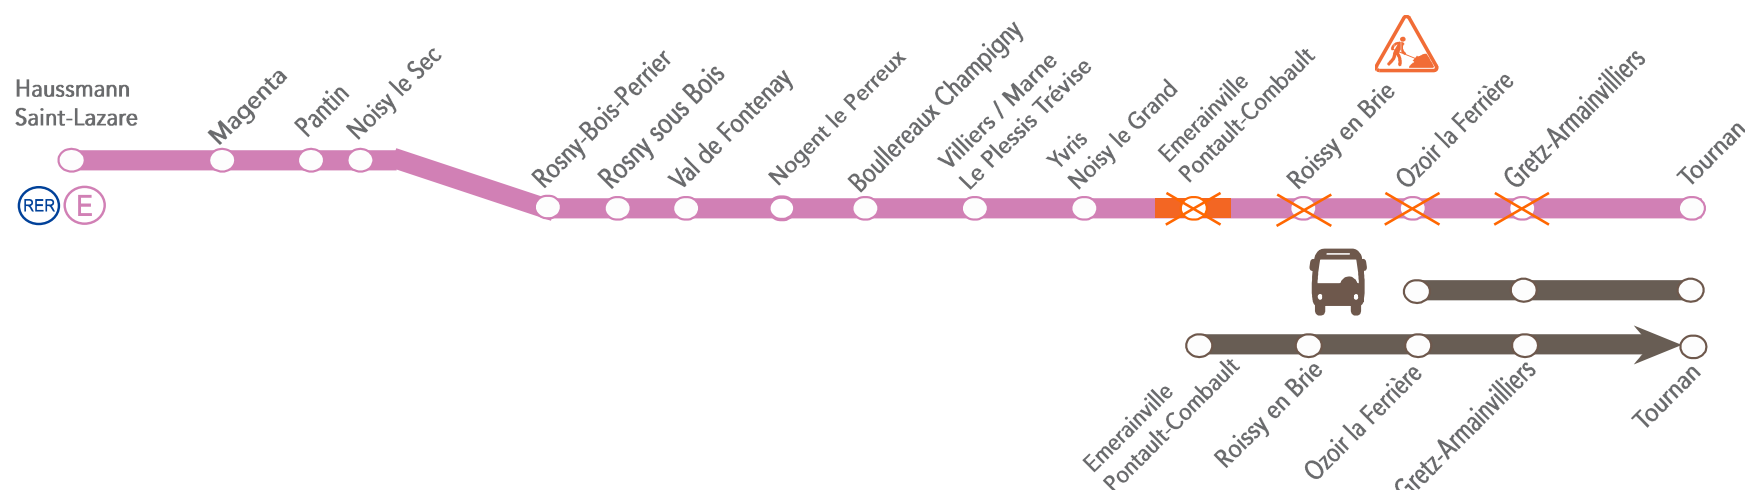 Haussmann
Saint-Lazare
Magenta
Pantin
Noisy le Sec
Rosny-Bois-Perrier
Rosny sous Bois
Val de Fontenay
Nogent le Perreux
Boullereaux Champigny
Villiers / Marne
Le Plessis Trévise
Yvris
Noisy le Grand
Emerainville
Pontault-Combault
Roissy en Brie
Ozoir la Ferrière
Gretz-Armainvilliers
Tournan
RER
E
Emerainville
Pontault-Combault
Roissy en Brie
Ozoir la Ferrière
Gretz-Armainvilliers
Tournan